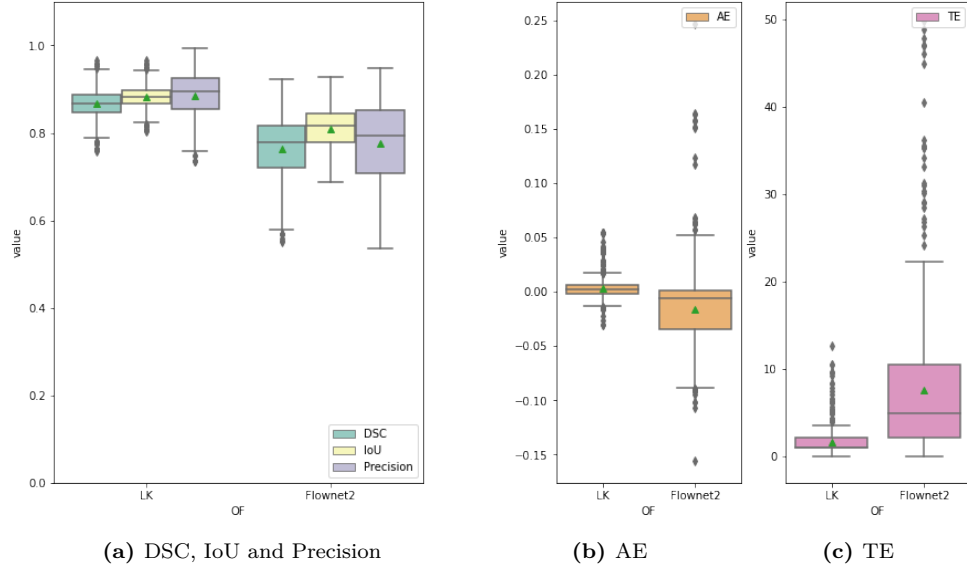 1.0
0.8
0.6
0.4
0.2
0.0
value
LK
Flownet2
OF
DSC
IoU
Precision
0.25
0.20
0.15
0.10
0.05
0.00
−0.05
−0.10
−0.15
value
LK
Flownet2
OF
AE
50
40
30
20
10
0
value
LK
Flownet2
OF
TE
(a) DSC, IoU and Precision
(b) AE
(c) TE